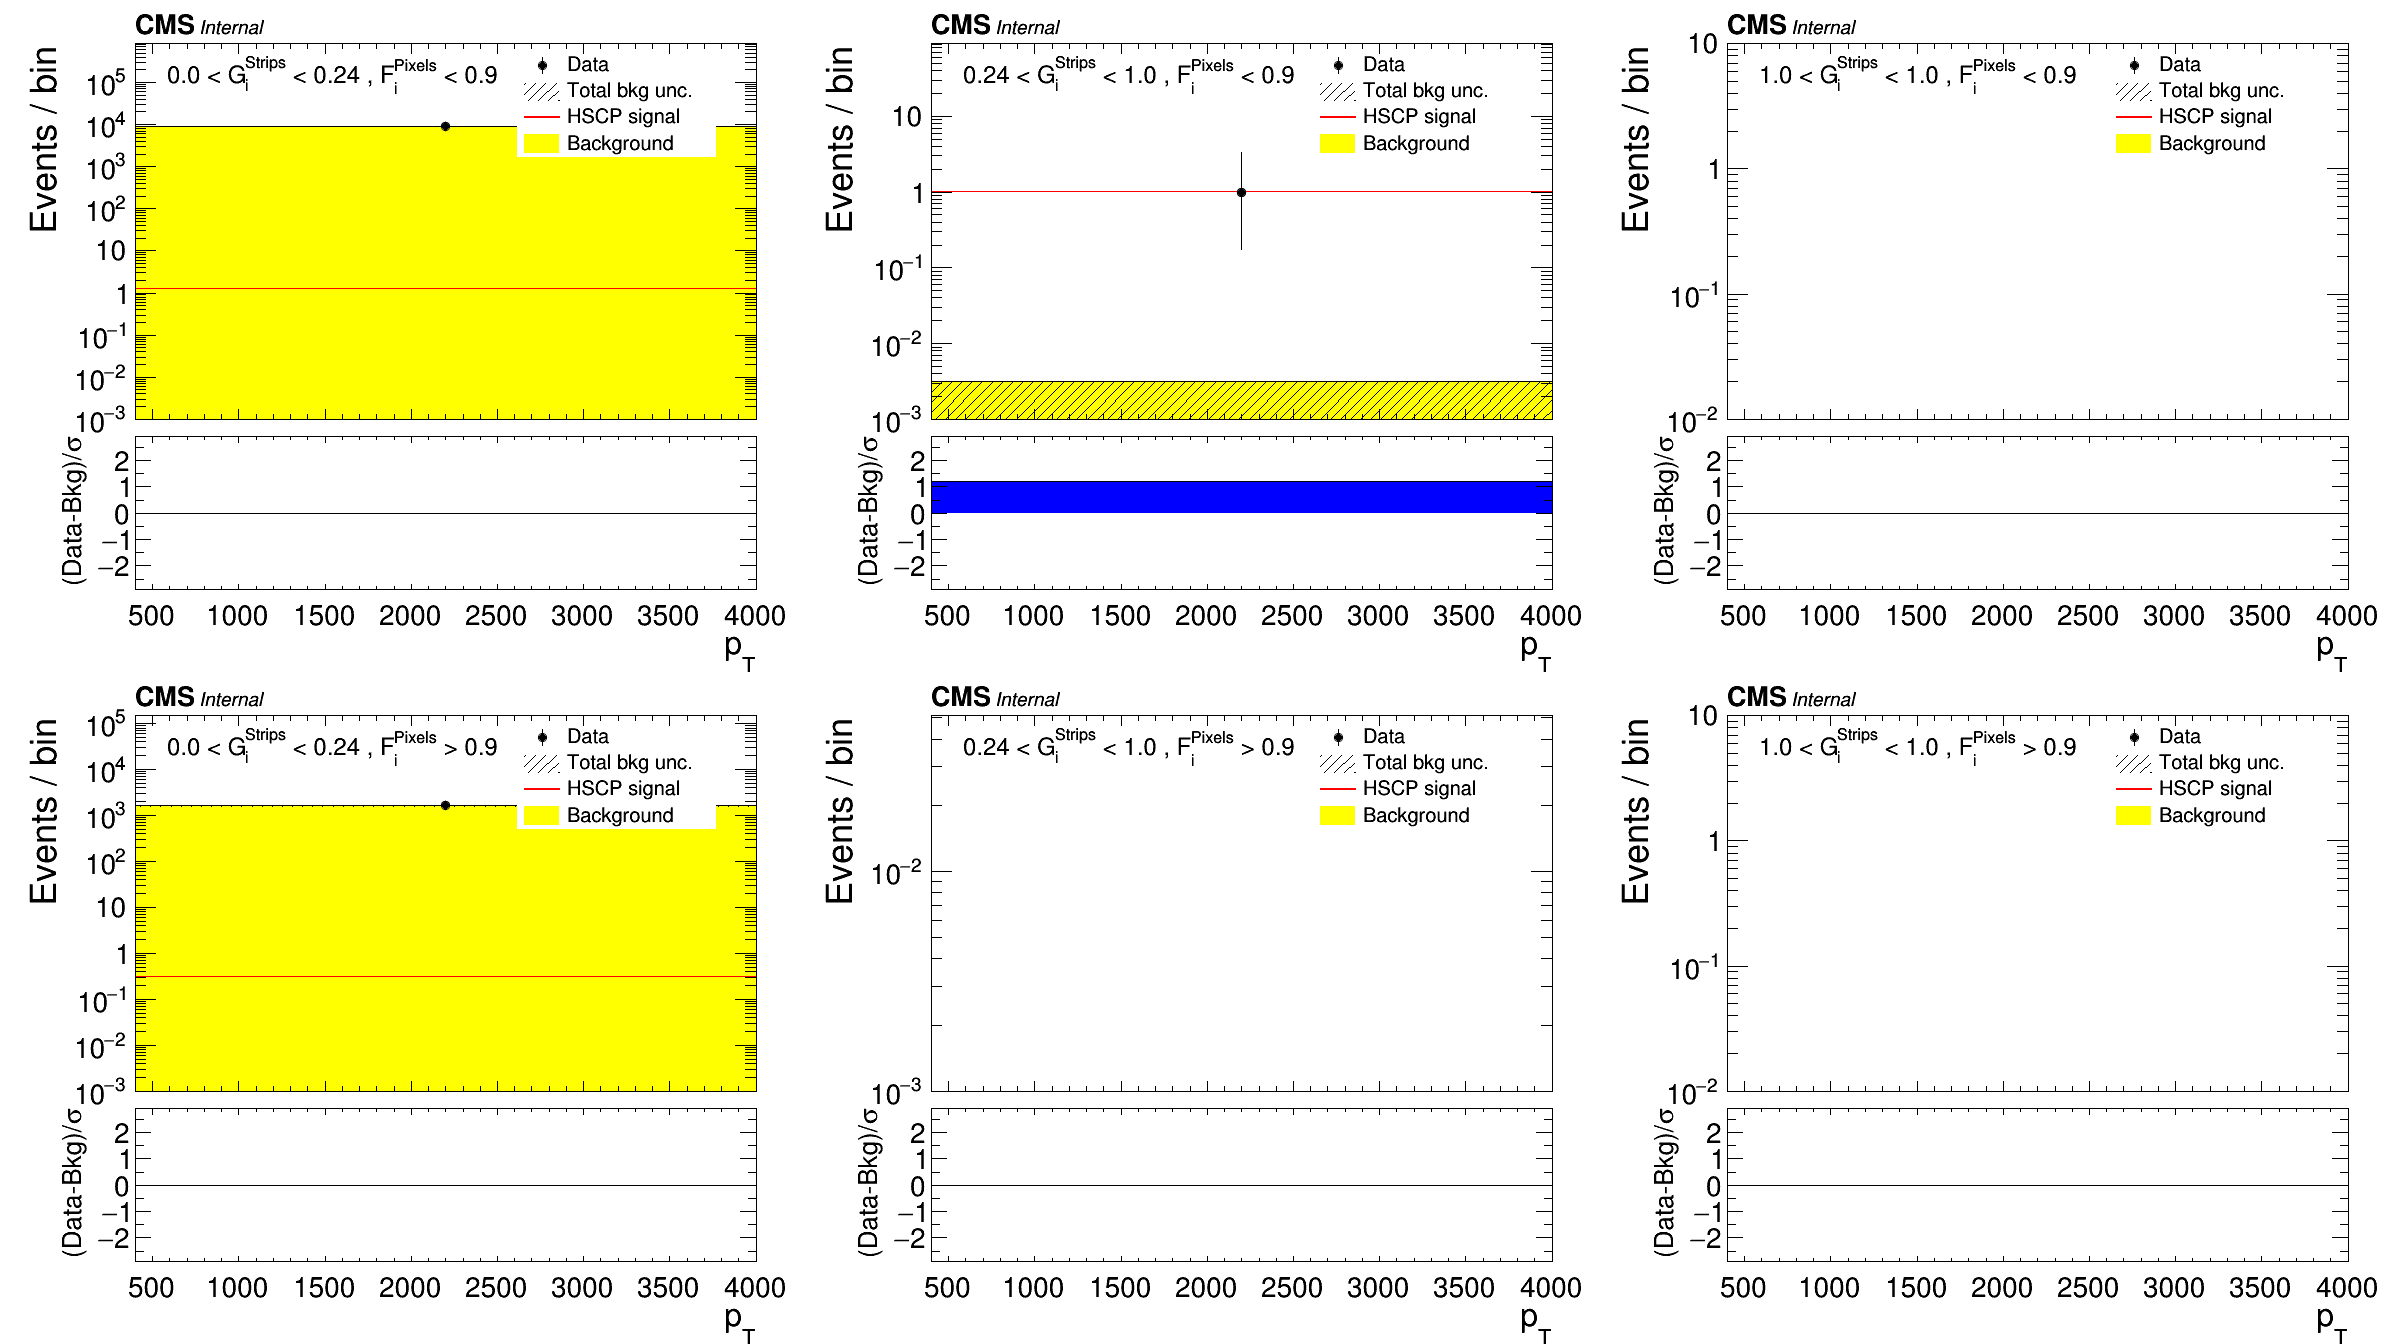 CMS Internal
Events / bin
0.0 < G_i^Strips < 0.24 , F_i^Pixels < 0.9
Data
Total bkg unc.
HSCP signal
Background
10^5
10^4
10^3
10^2
10
1
10^−1
10^−2
10^−3
(Data-Bkg)/σ
2
1
0
−1
−2
500 1000 1500 2000 2500 3000 3500 4000
p_T
CMS Internal
Events / bin
0.24 < G_i^Strips < 1.0 , F_i^Pixels < 0.9
Data
Total bkg unc.
HSCP signal
Background
10
1
10^−1
10^−2
10^−3
(Data-Bkg)/σ
2
1
0
−1
−2
500 1000 1500 2000 2500 3000 3500 4000
p_T
CMS Internal
Events / bin
1.0 < G_i^Strips < 1.0 , F_i^Pixels < 0.9
Data
Total bkg unc.
HSCP signal
Background
10
1
10^−1
10^−2
(Data-Bkg)/σ
2
1
0
−1
−2
500 1000 1500 2000 2500 3000 3500 4000
p_T
CMS Internal
Events / bin
0.0 < G_i^Strips < 0.24 , F_i^Pixels > 0.9
Data
Total bkg unc.
HSCP signal
Background
10^5
10^4
10^3
10^2
10
1
10^−1
10^−2
10^−3
(Data-Bkg)/σ
2
1
0
−1
−2
500 1000 1500 2000 2500 3000 3500 4000
p_T
CMS Internal
Events / bin
0.24 < G_i^Strips < 1.0 , F_i^Pixels > 0.9
Data
Total bkg unc.
HSCP signal
Background
10^−2
10^−3
(Data-Bkg)/σ
2
1
0
−1
−2
500 1000 1500 2000 2500 3000 3500 4000
p_T
CMS Internal
Events / bin
1.0 < G_i^Strips < 1.0 , F_i^Pixels > 0.9
Data
Total bkg unc.
HSCP signal
Background
10
1
10^−1
10^−2
(Data-Bkg)/σ
2
1
0
−1
−2
500 1000 1500 2000 2500 3000 3500 4000
p_T